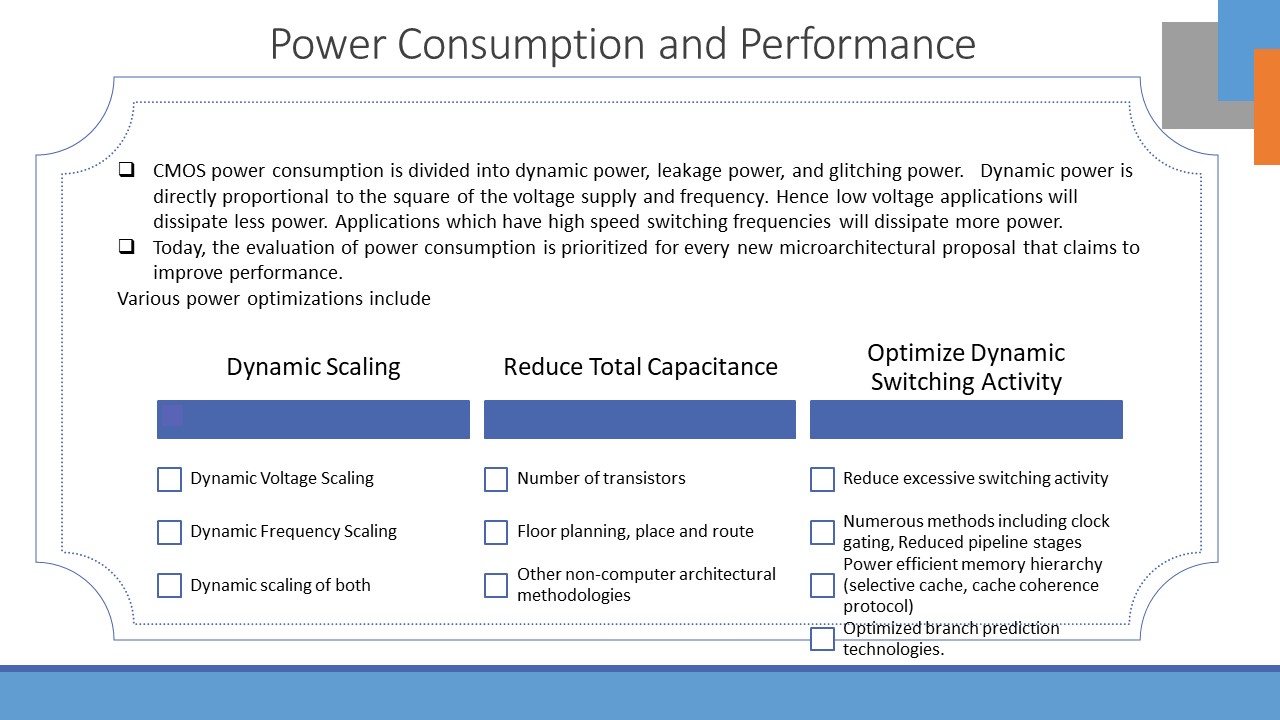 Power Consumption and Performance
CMOS power consumption is divided into dynamic power, leakage power, and glitching power. Dynamic power is
directly proportional to the square of the voltage supply and frequency. Hence low voltage applications will
dissipate less power. Applications which have high speed switching frequencies will dissipate more power.
Today, the evaluation of power consumption is prioritized for every new microarchitectural proposal that claims to
improve performance.
Various power optimizations include
Dynamic Scaling
Dynamic Voltage Scaling
Dynamic Frequency Scaling
Dynamic scaling of both
Reduce Total Capacitance
Number of transistors
Floor planning, place and route
Other non-computer architectural
methodologies
Optimize Dynamic
Switching Activity
Reduce excessive switching activity
Numerous methods including clock
gating, Reduced pipeline stages
Power efficient memory hierarchy
(selective cache, cache coherence
protocol)
Optimized branch prediction
technologies.